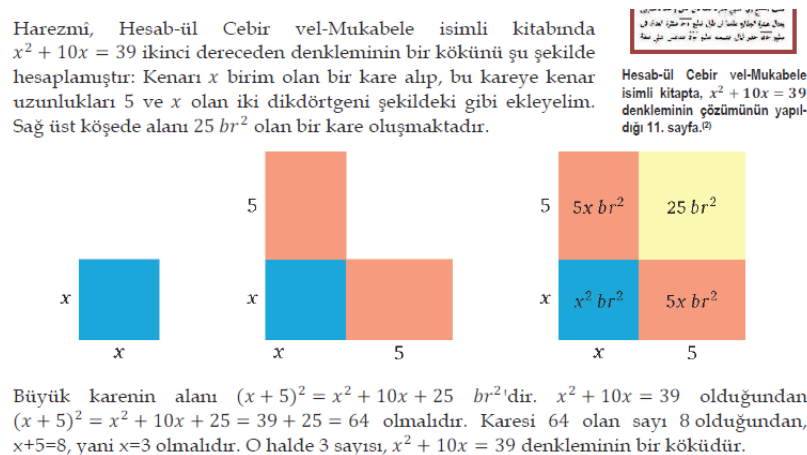 Harezmî, Hesab-ül Cebir vel-Mukabele isimli kitabında
x² + 10x = 39 ikinci dereceden denkleminin bir kökünü şu şekilde
hesaplamıştır: Kenarı x birim olan bir kare alıp, bu kareye kenar
uzunlukları 5 ve x olan iki dikdörtgeni şekildeki gibi ekleyelim.
Sağ üst köşede alanı 25 br² olan bir kare oluşmaktadır.
Hesab-ül Cebir vel-Mukabele
isimli kitapta, x² + 10x = 39
denkleminin çözümünün yapıl-
dığı 11. sayfa.(2)
x
x
5
x
x
5
5
5x br²
25 br²
x
x² br²
5x br²
x
5
Büyük karenin alanı (x + 5)² = x² + 10x + 25 br²'dir. x² + 10x = 39 olduğundan
(x + 5)² = x² + 10x + 25 = 39 + 25 = 64 olmalıdır. Karesi 64 olan sayı 8 olduğundan,
x+5=8, yani x=3 olmalıdır. O halde 3 sayısı, x² + 10x = 39 denkleminin bir köküdür.